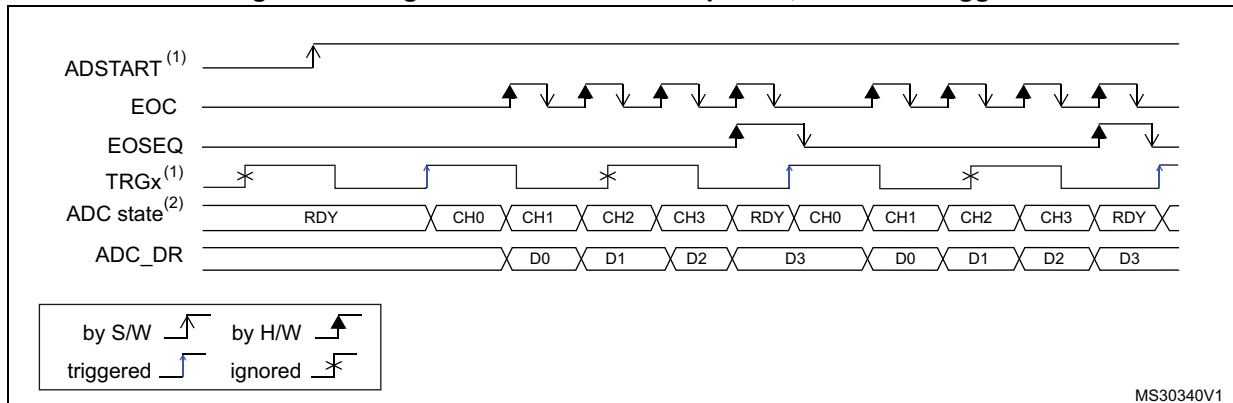 ADSTART (1)
EOC
EOSEQ
TRGx(1)
ADC state(2) RDY CH0 CH1 CH2 CH3 RDY CH0 CH1 CH2 CH3 RDY
ADC_DR D0 D1 D2 D3 D0 D1 D2 D3
by S/W by H/W
triggered ignored
MS30340V1